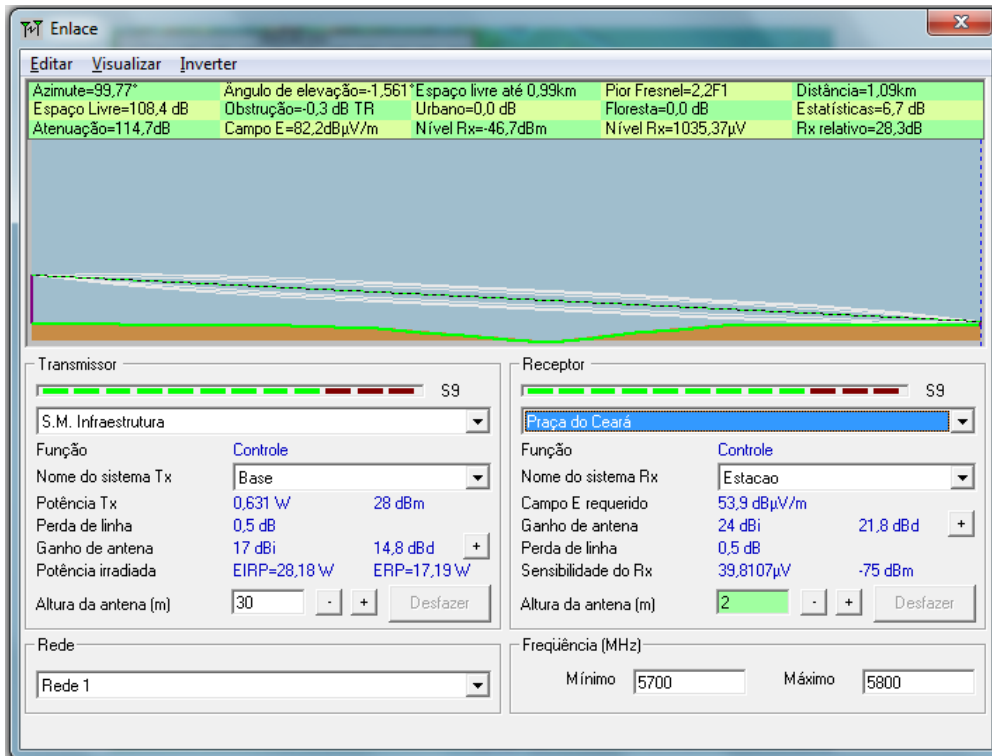 Enlace
Editar Visualizar Inverter
Azimute=99,77° Ângulo de elevação=-1,561° Espaço livre até 0,99km Pior Fresnel=2,2F1 Distância=1,09km
Espaço Livre=108,4 dB Obstrução=-0,3 dB TR Urbano=0,0 dB Floresta=0,0 dB Estatísticas=6,7 dB
Atenuação=114,7dB Campo E=82,2dBµV/m Nível Rx=-46,7dBm Nível Rx=1035,37µV Rx relativo=28,3dB
Transmissor
S9
S.M. Infraestrutura
Função Controle
Nome do sistema Tx Base
Potência Tx 0,631 W 28 dBm
Perda de linha 0,5 dB
Ganho de antena 17 dBi 14,8 dBd +
Potência irradiada EIRP=28,18 W ERP=17,19 W
Altura da antena (m) 30 - + Desfazer
Receptor
S9
Praça do Ceará
Função Controle
Nome do sistema Rx Estacao
Campo E requerido 53,9 dBµV/m
Ganho de antena 24 dBi 21,8 dBd +
Perda de linha 0,5 dB
Sensibilidade do Rx 39,8107µV -75 dBm
Altura da antena (m) 2 - + Desfazer
Rede
Rede 1
Freqüência (MHz)
Mínimo 5700 Máximo 5800